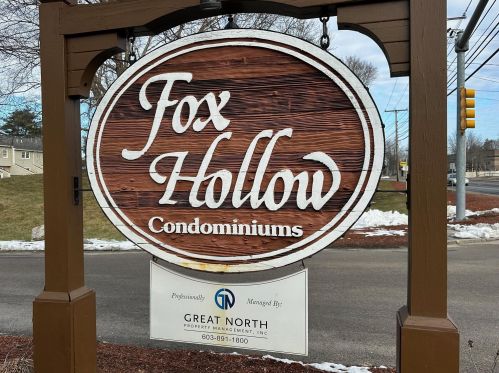 Fox
Hollow
Condominiums
Professionally Managed By:
GREAT NORTH
PROPERTY MANAGEMENT, INC
603-891-1800